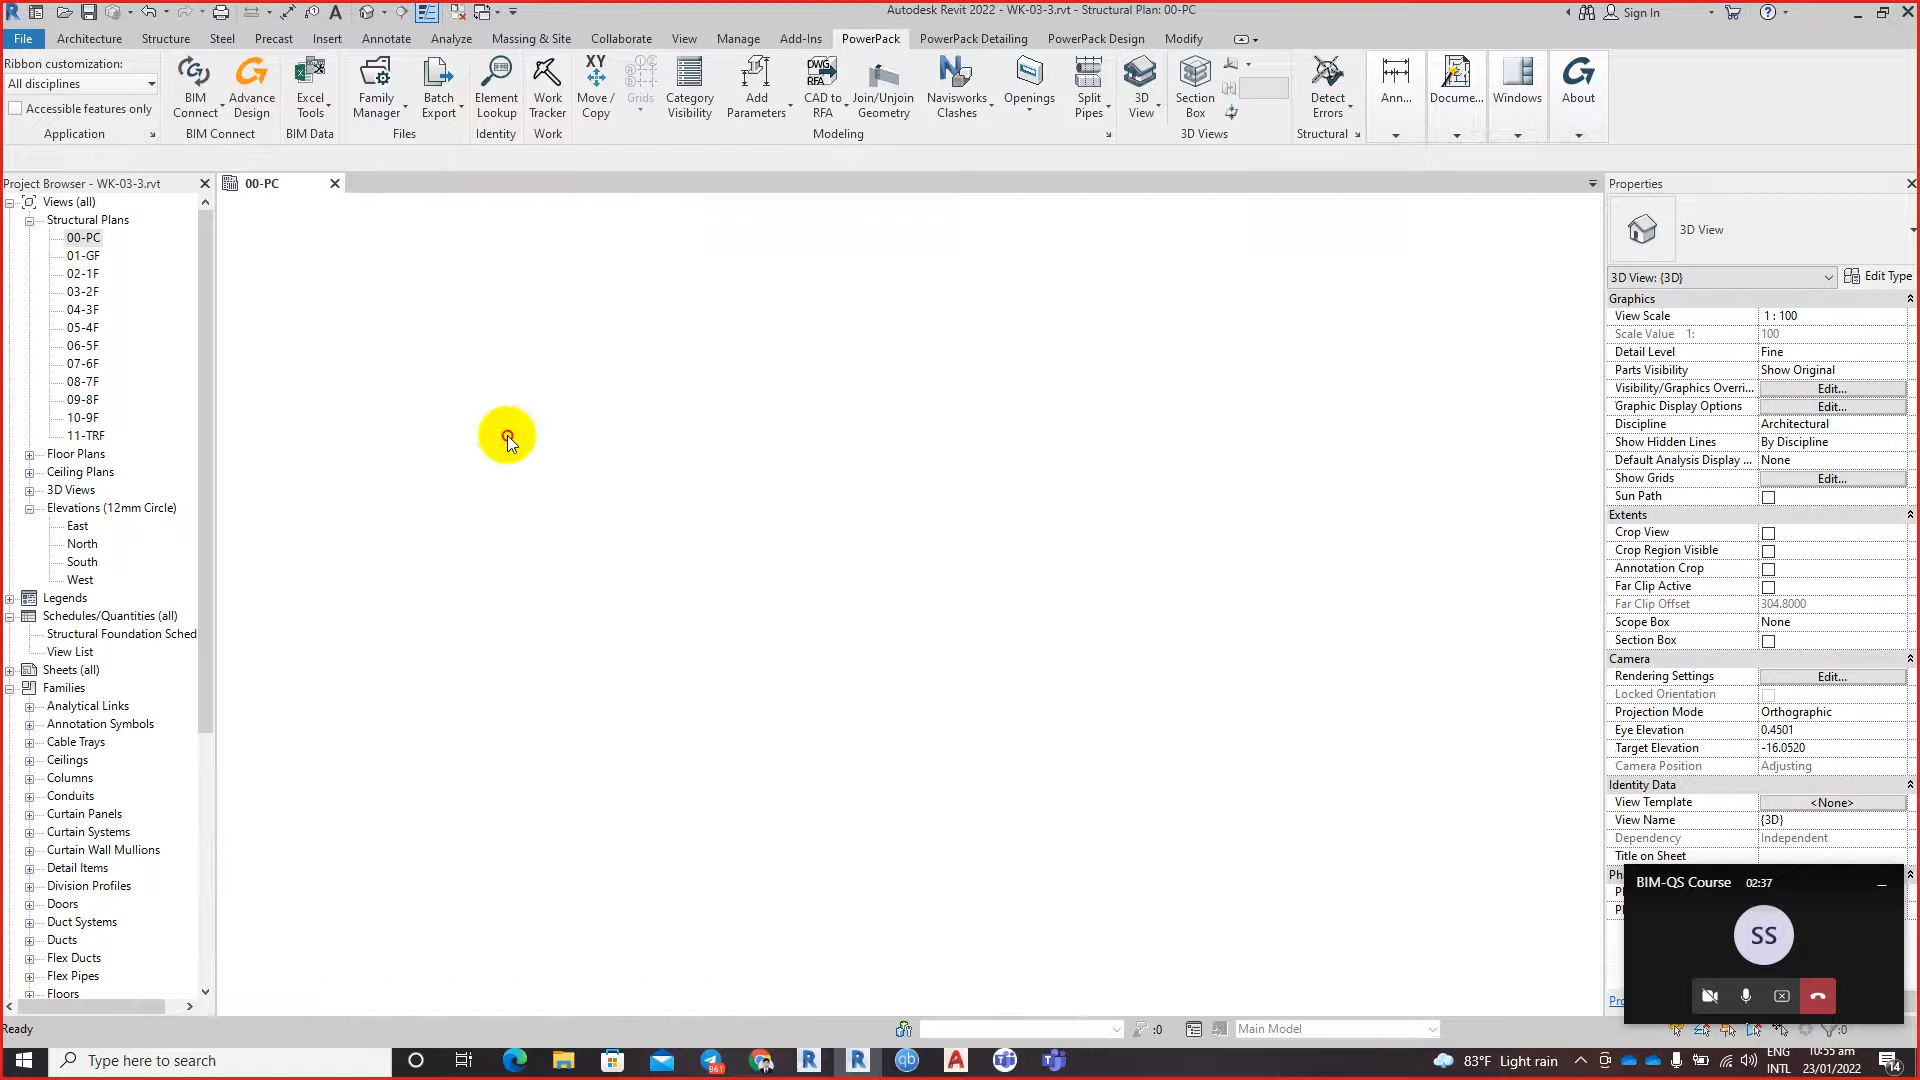 Autodesk Revit 2022 - WK-03-3.rvt - Structural Plan: 00-PC
Sign In
File
Architecture
Structure
Steel
Precast
Insert
Annotate
Analyze
Massing & Site
Collaborate
View
Manage
Add-Ins
PowerPack
PowerPack Detailing
PowerPack Design
Modify
Ribbon customization:
All disciplines
Accessible features only
Application
BIM Connect
Advance Design
BIM Connect
Excel Tools
BIM Data
Family Manager
Batch Export
Files
Element Lookup
Identity
Work Tracker
Work
XY
Move / Copy
Grids
Category Visibility
Add Parameters
DWG
RFA
CAD to RFA
Join/Unjoin Geometry
Navisworks Clashes
Openings
Split Pipes
Modeling
3D View
Section Box
3D Views
Detect Errors
Structural
Ann...
Docume...
Windows
About
Project Browser - WK-03-3.rvt
Views (all)
Structural Plans
00-PC
01-GF
02-1F
03-2F
04-3F
05-4F
06-5F
07-6F
08-7F
09-8F
10-9F
11-TRF
Floor Plans
Ceiling Plans
3D Views
Elevations (12mm Circle)
East
North
South
West
Legends
Schedules/Quantities (all)
Structural Foundation Sched
View List
Sheets (all)
Families
Analytical Links
Annotation Symbols
Cable Trays
Ceilings
Columns
Conduits
Curtain Panels
Curtain Systems
Curtain Wall Mullions
Detail Items
Division Profiles
Doors
Duct Systems
Ducts
Flex Ducts
Flex Pipes
Floors
00-PC
Properties
3D View
3D View: {3D}
Edit Type
Graphics
View Scale 1 : 100
Scale Value 1: 100
Detail Level Fine
Parts Visibility Show Original
Visibility/Graphics Overri... Edit...
Graphic Display Options Edit...
Discipline Architectural
Show Hidden Lines By Discipline
Default Analysis Display ... None
Show Grids Edit...
Sun Path
Extents
Crop View
Crop Region Visible
Annotation Crop
Far Clip Active
Far Clip Offset 304.8000
Scope Box None
Section Box
Camera
Rendering Settings Edit...
Locked Orientation
Projection Mode Orthographic
Eye Elevation 0.4501
Target Elevation -16.0520
Camera Position Adjusting
Identity Data
View Template <None>
View Name {3D}
Dependency Independent
Title on Sheet
Ph
BIM-QS Course 02:37
SS
Ready
:0
Main Model
:0
Type here to search
961
83°F Light rain
ENG
INTL
10:55 am
23/01/2022
14